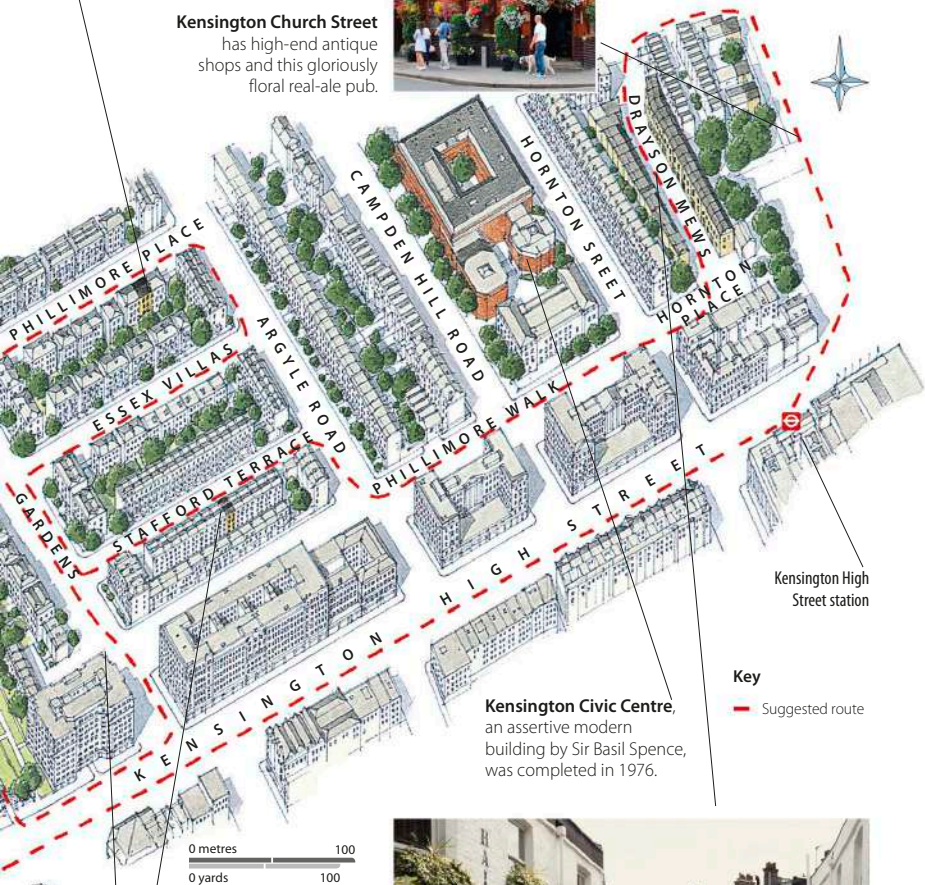 Kensington Church Street
has high-end antique
shops and this gloriously
floral real-ale pub.
DRAYSON MEWS
HORNTON STREET
CAMPDEN HILL ROAD
PHILLIMORE PLACE
HORNTON
PLACE
ARGYLE ROAD
ESSEX VILLAS
PHILLIMORE WALK
STAFFORD TERRACE
GARDENS
KENSINGTON HIGH STREET
Kensington High
Street station
Key
Suggested route
Kensington Civic Centre,
an assertive modern
building by Sir Basil Spence,
was completed in 1976.
0 metres 100
0 yards 100